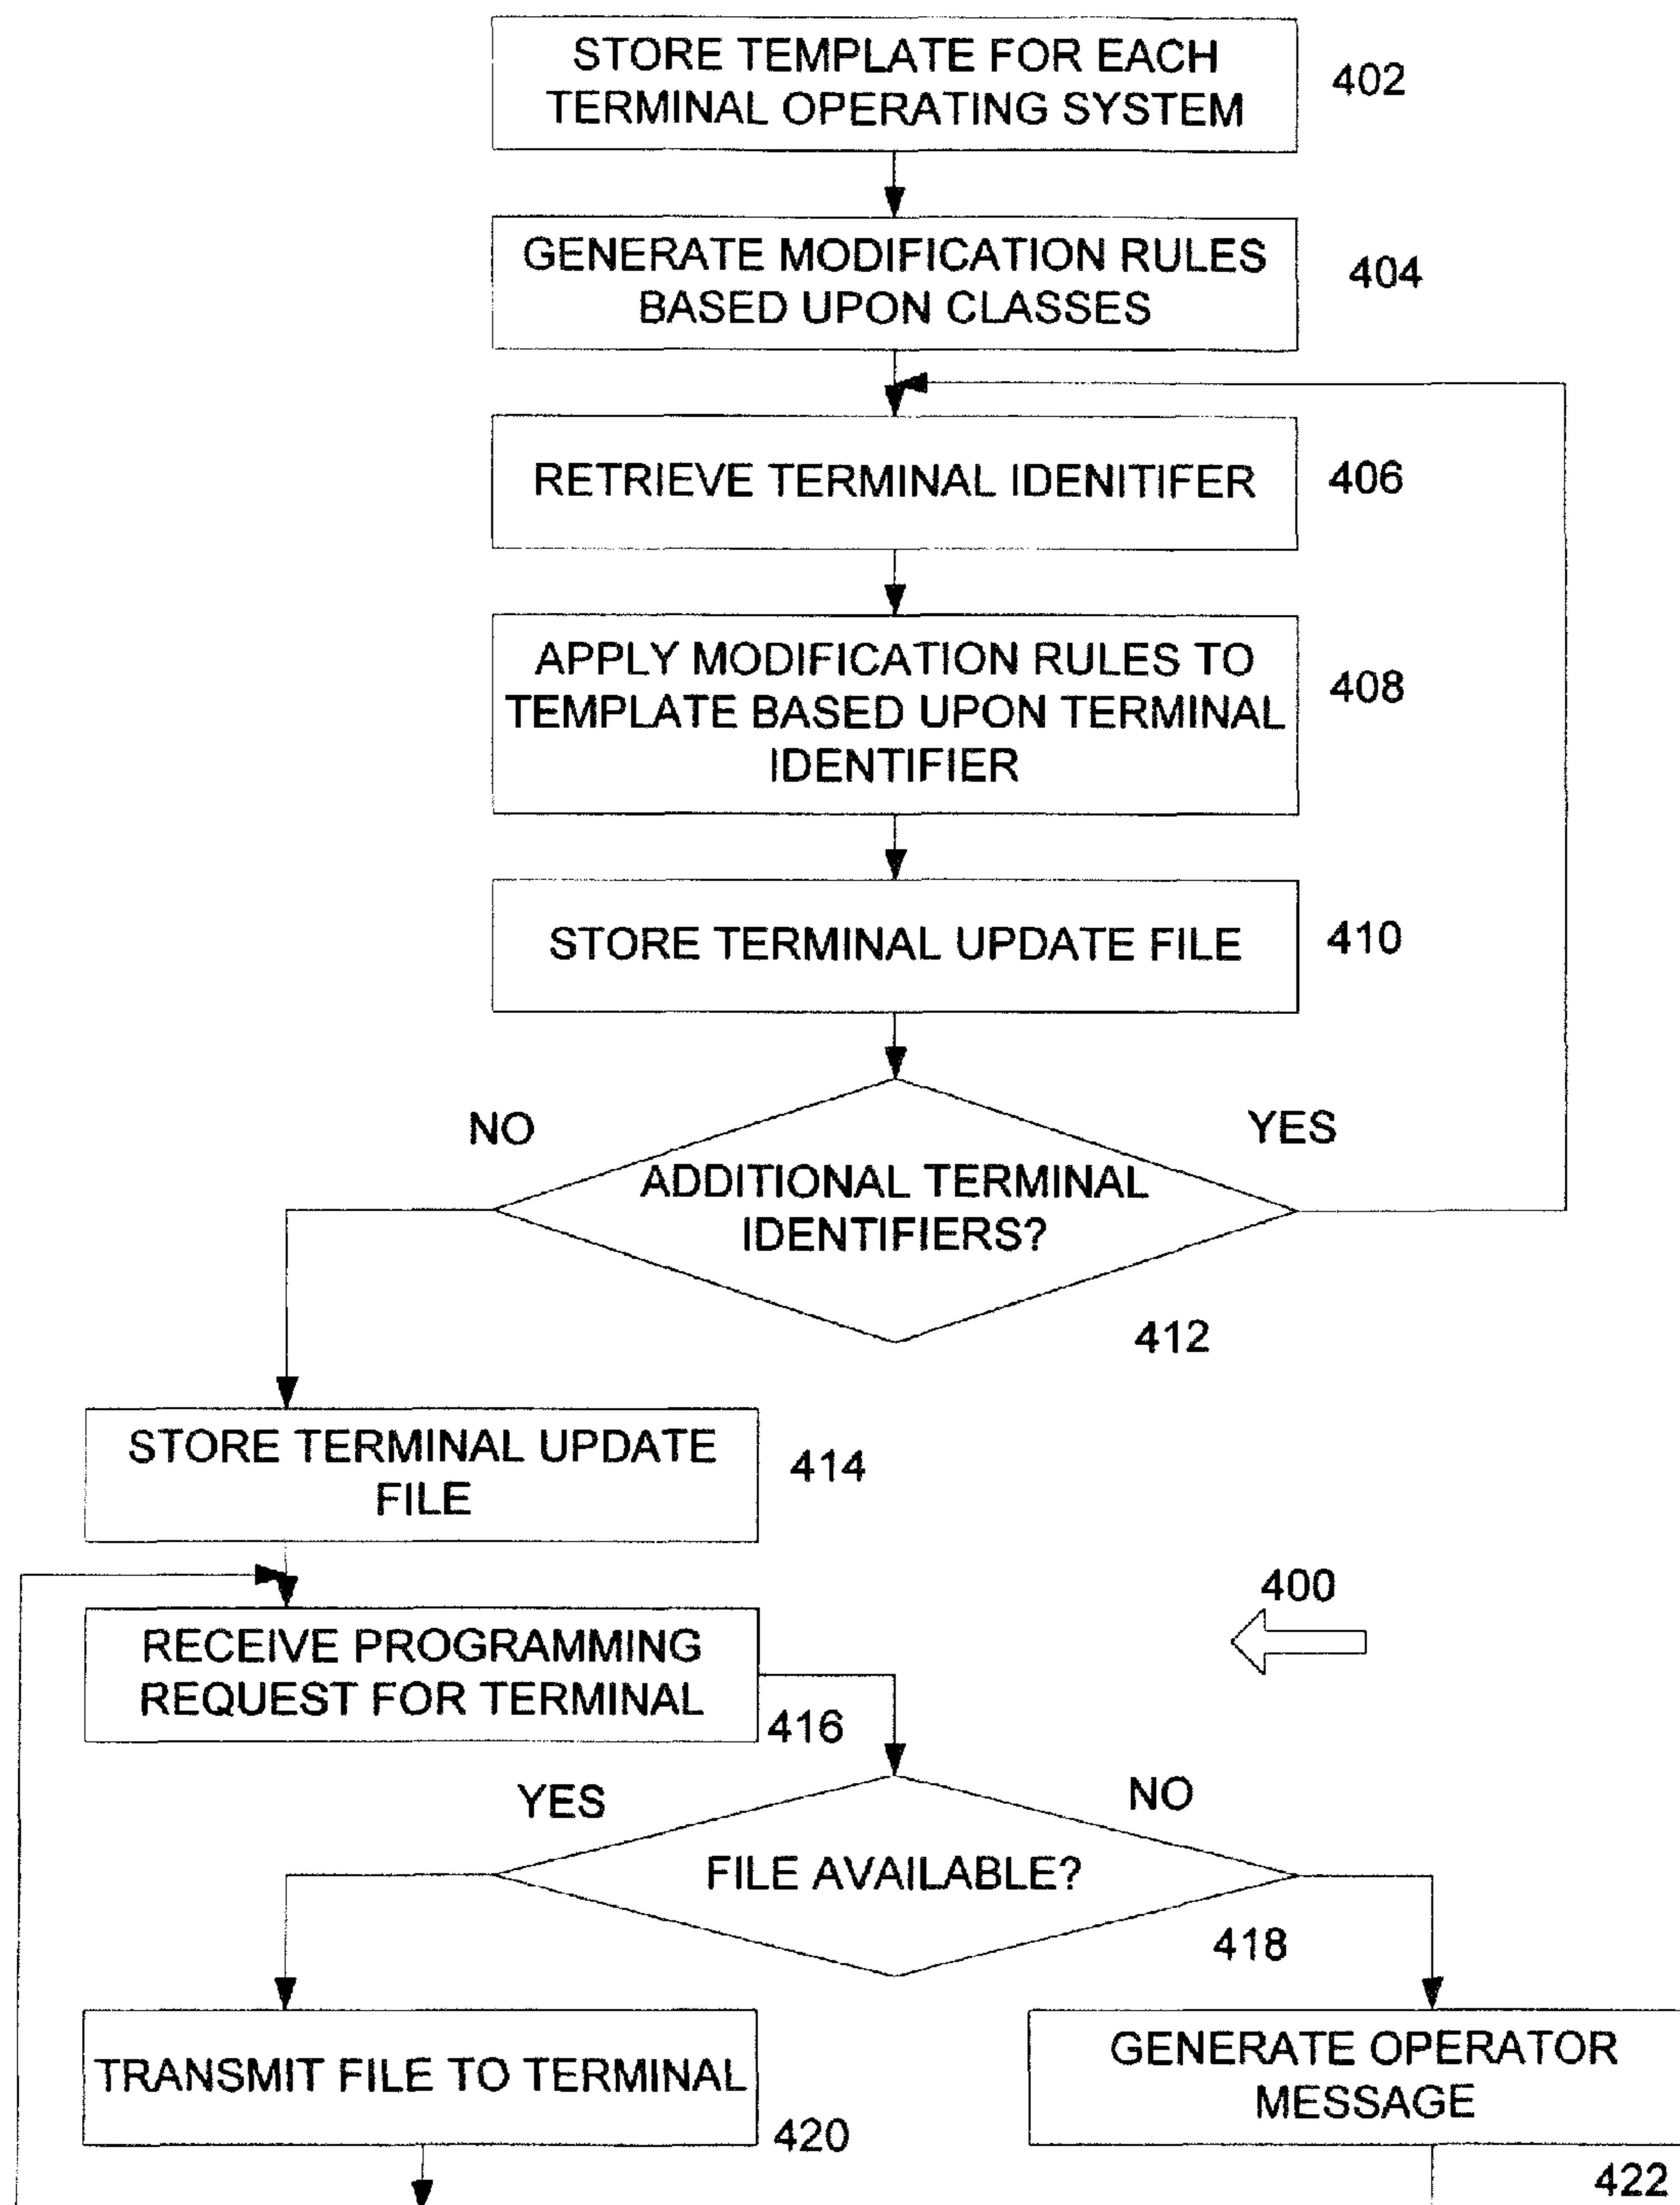 STORE TEMPLATE FOR EACH
TERMINAL OPERATING SYSTEM
402
GENERATE MODIFICATION RULES
BASED UPON CLASSES
404
RETRIEVE TERMINAL IDENITIFER
406
APPLY MODIFICATION RULES TO
TEMPLATE BASED UPON TERMINAL
IDENTIFIER
408
STORE TERMINAL UPDATE FILE
410
NO
YES
ADDITIONAL TERMINAL
IDENTIFIERS?
412
STORE TERMINAL UPDATE
FILE
414
400
RECEIVE PROGRAMMING
REQUEST FOR TERMINAL
416
YES
NO
FILE AVAILABLE?
418
TRANSMIT FILE TO TERMINAL
420
GENERATE OPERATOR
MESSAGE
422